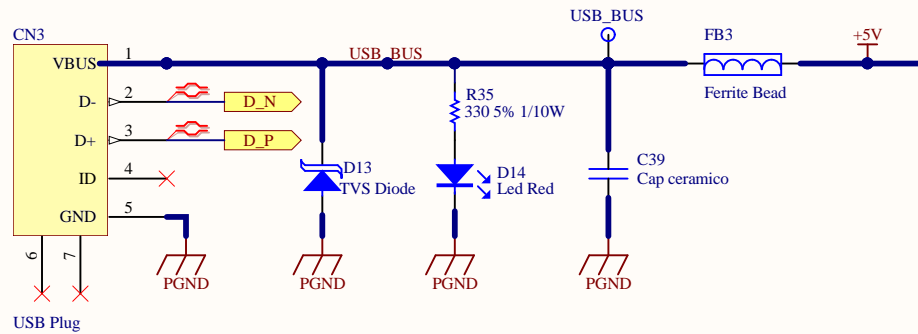 USB_BUS
CN3
FB3
+5V
VBUS
1
USB_BUS
D-
2
D_N
R35
330 5% 1/10W
Ferrite Bead
D+
3
D_P
ID
4
D13
TVS Diode
D14
Led Red
C39
Cap ceramico
GND
5
6
7
PGND
PGND
PGND
PGND
USB Plug